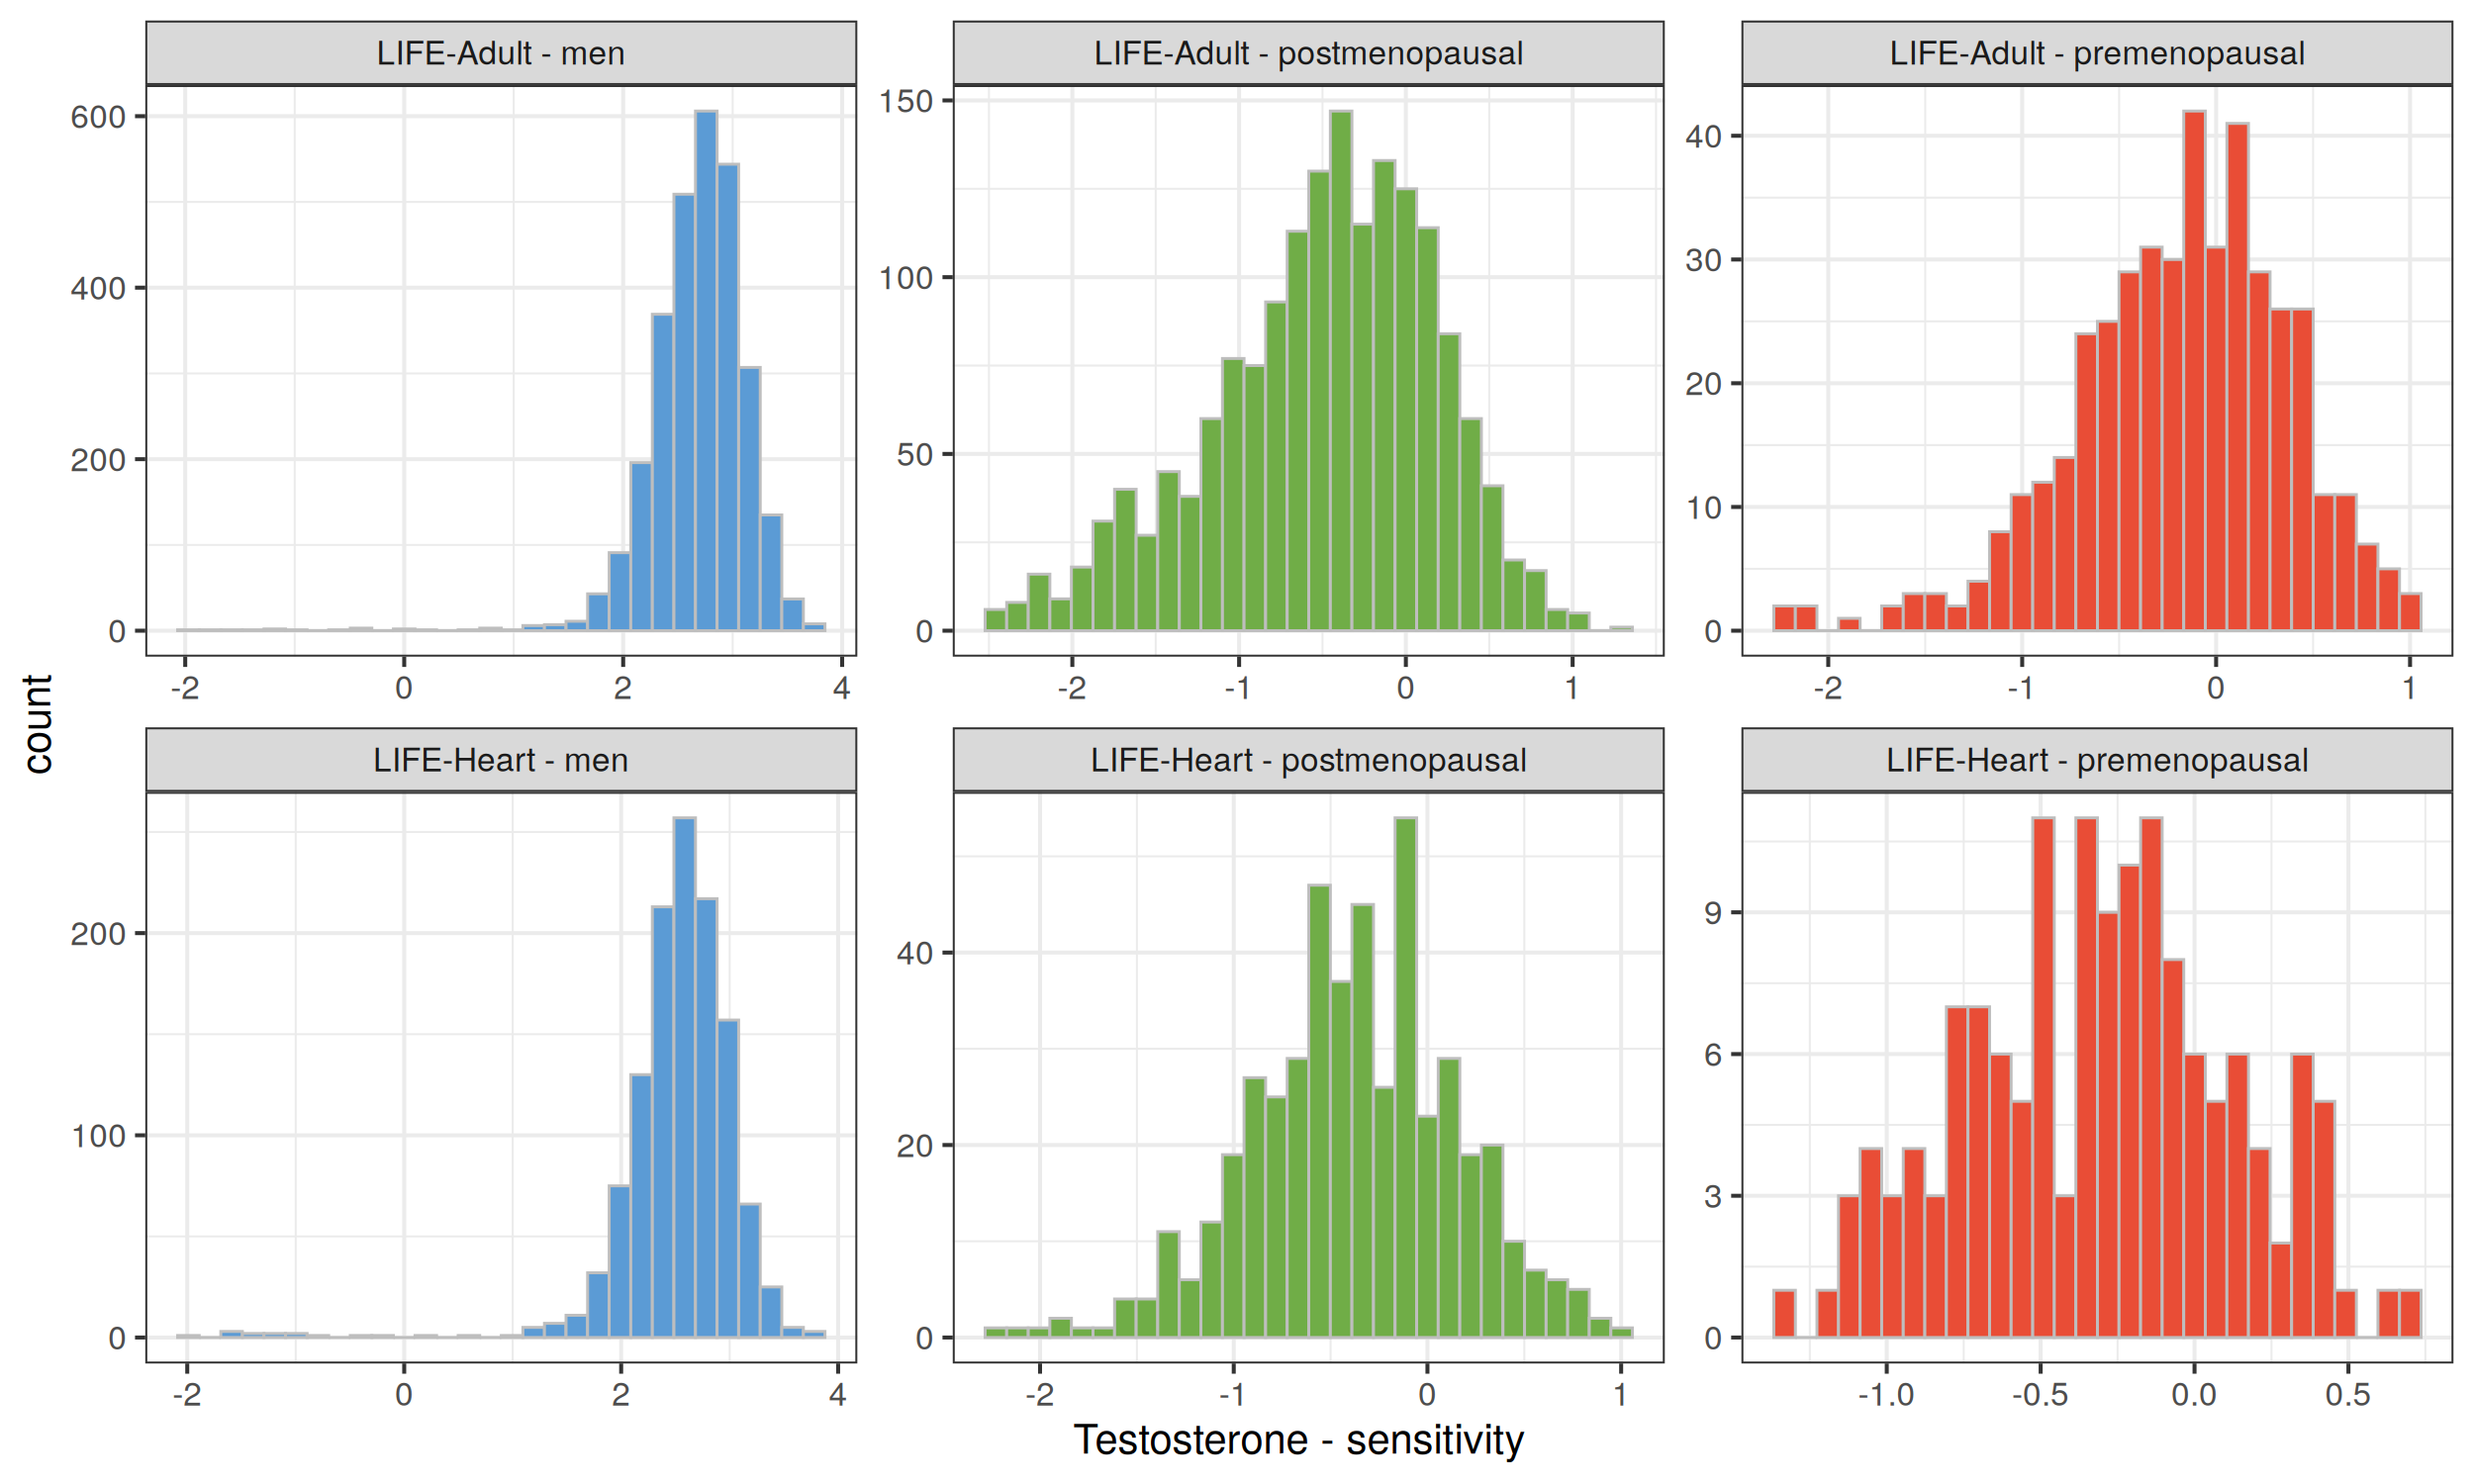 LIFE-Adult - men
LIFE-Adult - postmenopausal
LIFE-Adult - premenopausal
600
400
200
0
-2 0 2 4
150
100
50
0
-2 -1 0 1
40
30
20
10
0
-2 -1 0 1
count
LIFE-Heart - men
LIFE-Heart - postmenopausal
LIFE-Heart - premenopausal
200
100
0
-2 0 2 4
40
20
0
-2 -1 0 1
9
6
3
0
-1.0 -0.5 0.0 0.5
Testosterone - sensitivity